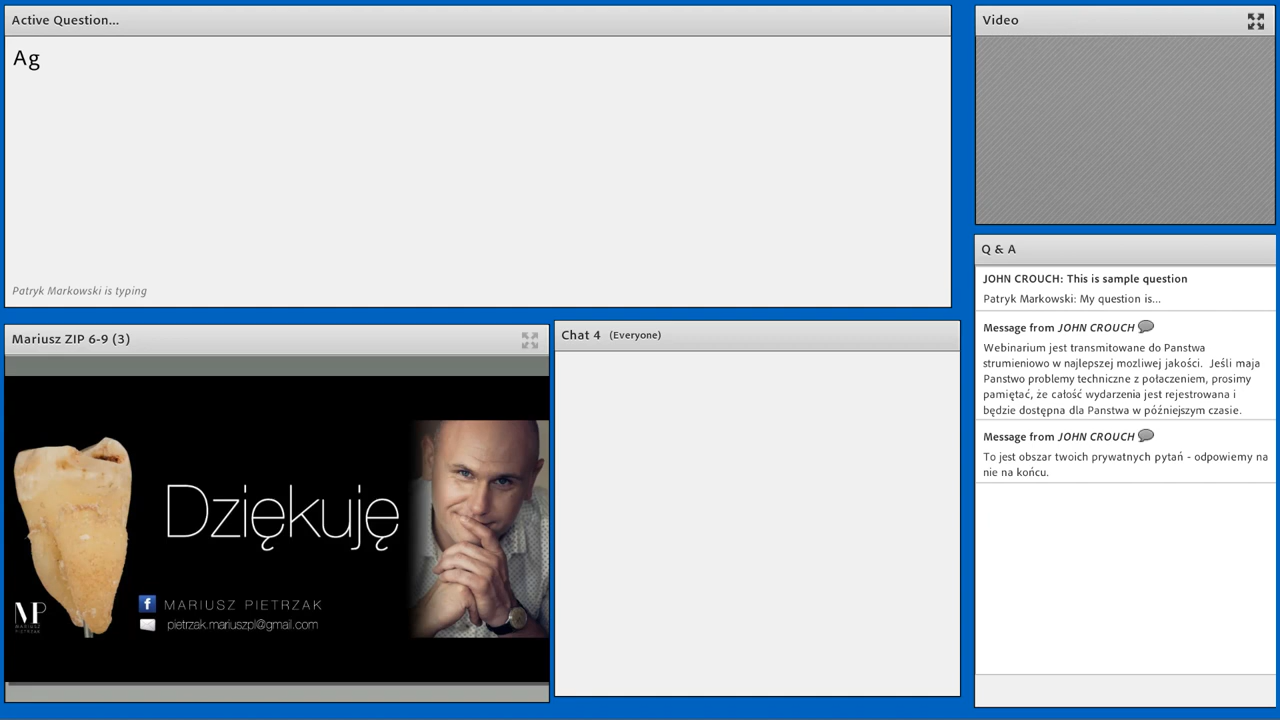 Active Question...
Ag
Patryk Markowski is typing
Video
Q & A
JOHN CROUCH: This is sample question
Patryk Markowski: My question is...
Message from JOHN CROUCH
Webinarium jest transmitowane do Panstwa
strumieniowo w najlepszej mozliwej jakości.  Jeśli maja
Panstwo problemy techniczne z połaczeniem, prosimy
pamiętać, że całość wydarzenia jest rejestrowana i
będzie dostępna dla Panstwa w późniejszym czasie.
Message from JOHN CROUCH
To jest obszar twoich prywatnych pytań - odpowiemy na
nie na końcu.
Mariusz ZIP 6-9 (3)
Dziękuję
MP
MARIUSZ
PIETRZAK
f MARIUSZ PIETRZAK
pietrzak.mariuszpl@gmail.com
Chat 4 (Everyone)